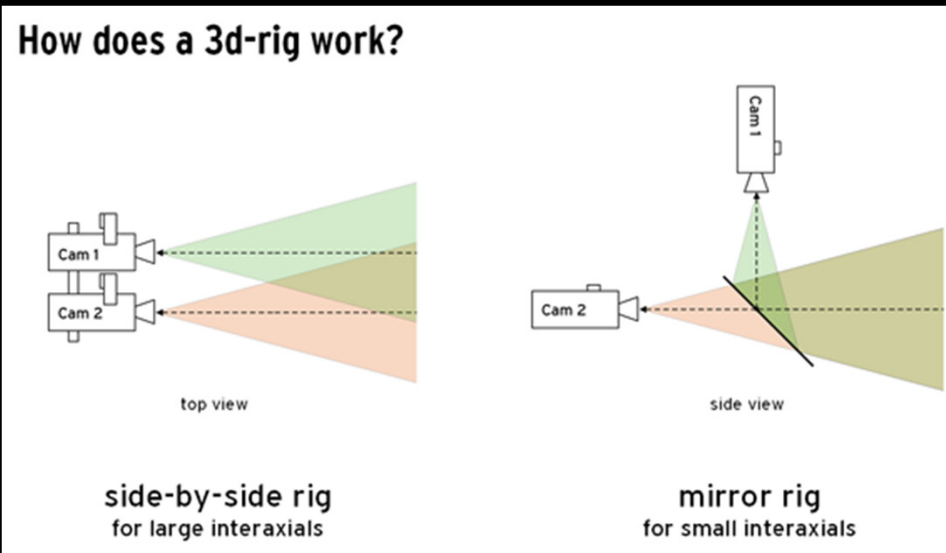 How does a 3d-rig work?
Cam 1
Cam 2
top view
side-by-side rig
for large interaxials
Cam 1
Cam 2
side view
mirror rig
for small interaxials